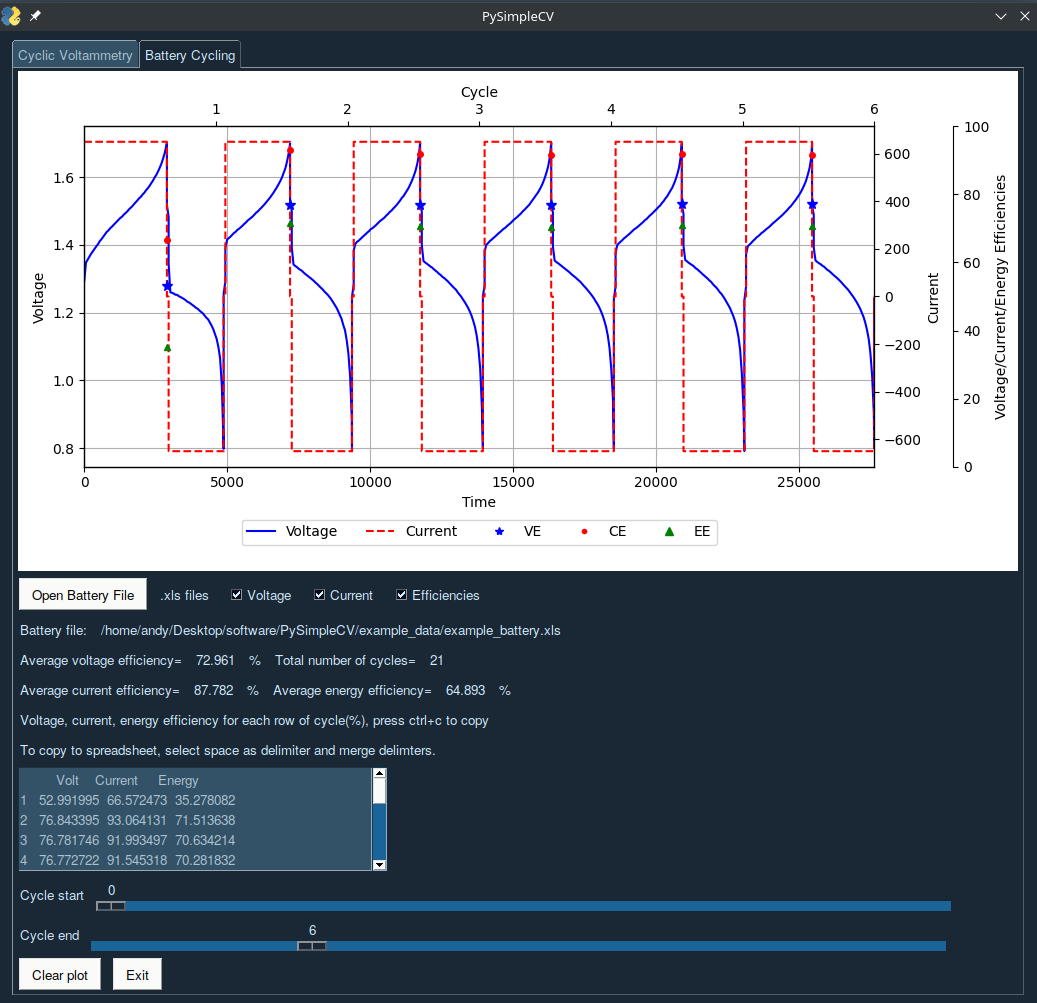 PySimpleCV
Cyclic Voltammetry Battery Cycling
Cycle
1 2 3 4 5 6
Voltage
1.6
1.4
1.2
1.0
0.8
600
400
200
0
−200
−400
−600
Current
100
80
60
40
20
0
Voltage/Current/Energy Efficiencies
0 5000 10000 15000 20000 25000
Time
Voltage Current VE CE EE
Open Battery File .xls files Voltage Current Efficiencies
Battery file: /home/andy/Desktop/software/PySimpleCV/example_data/example_battery.xls
Average voltage efficiency= 72.961 % Total number of cycles= 21
Average current efficiency= 87.782 % Average energy efficiency= 64.893 %
Voltage, current, energy efficiency for each row of cycle(%), press ctrl+c to copy
To copy to spreadsheet, select space as delimiter and merge delimters.
Volt Current Energy
1 52.991995 66.572473 35.278082
2 76.843395 93.064131 71.513638
3 76.781746 91.993497 70.634214
4 76.772722 91.545318 70.281832
0
Cycle start
6
Cycle end
Clear plot Exit